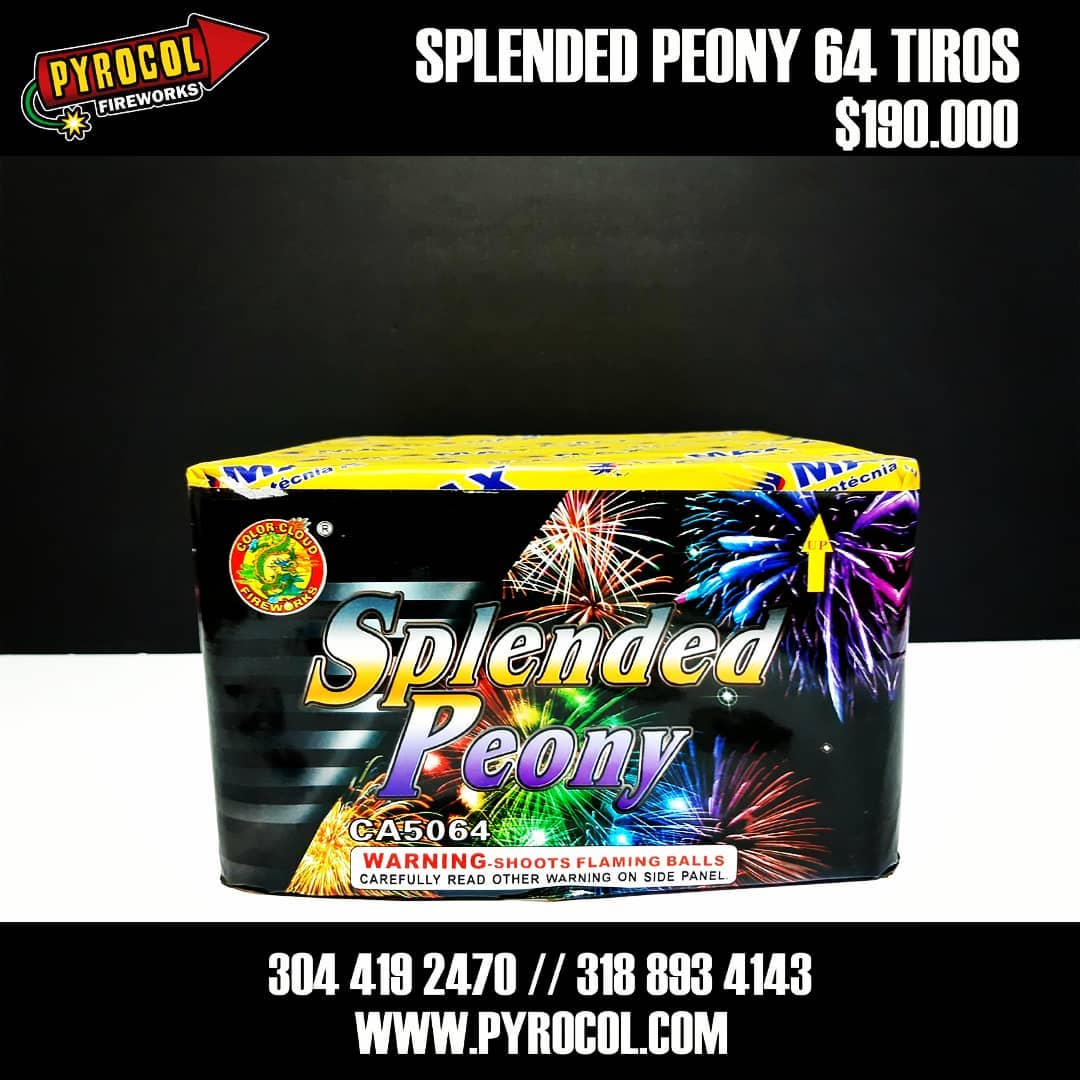 PYROCOL
FIREWORKS
SPLENDED PEONY 64 TIROS
$190.000
COLOR CLOUD
FIREWORKS
®
UP
Splended
Peony
CA5064
WARNING-SHOOTS FLAMING BALLS
CAREFULLY READ OTHER WARNING ON SIDE PANEL.
304 419 2470 // 318 893 4143
WWW.PYROCOL.COM